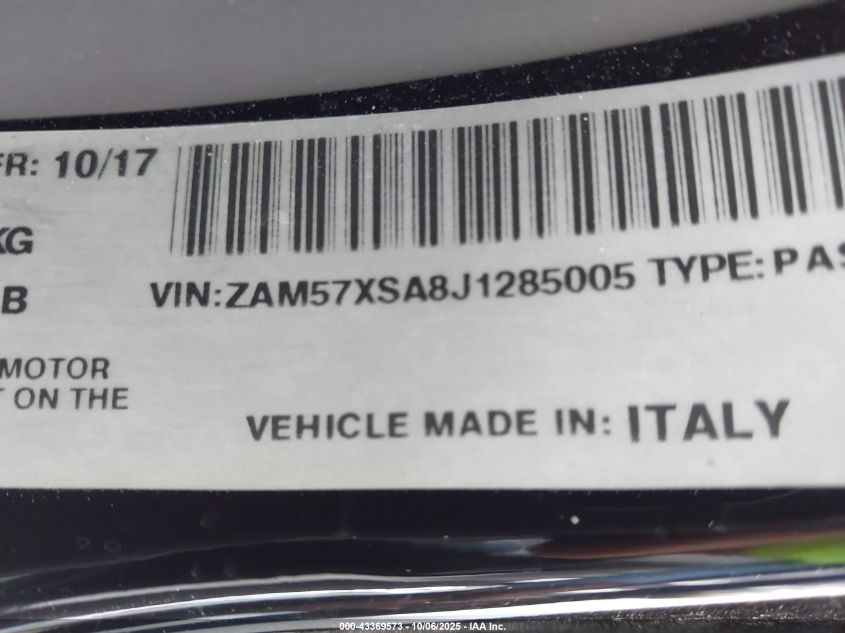 FR: 10/17
KG
B
VIN:ZAM57XSA8J1285005 TYPE: PAS
MOTOR
T ON THE
VEHICLE MADE IN: ITALY
000-43369573 - 10/06/2025 - IAA Inc.